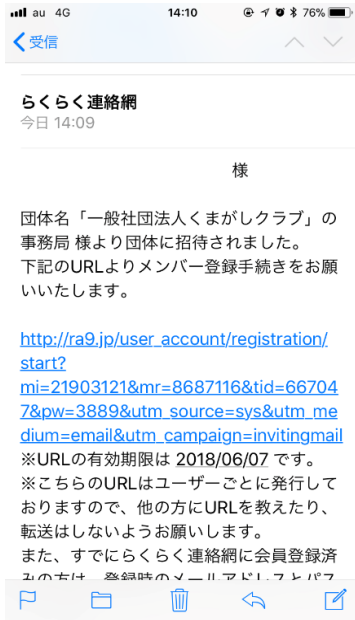 au 4G 14:10 76%
受信
らくらく連絡網
今日 14:09
様
団体名「一般社団法人くまがしクラブ」の
事務局 様より団体に招待されました。
下記のURLよりメンバー登録手続きをお願
いいたします。
http://ra9.jp/user_account/registration/
start?
mi=21903121&mr=8687116&tid=66704
7&pw=3889&utm_source=sys&utm_me
dium=email&utm_campaign=invitingmail
※URLの有効期限は 2018/06/07 です。
※こちらのURLはユーザーごとに発行して
おりますので、他の方にURLを教えたり、
転送はしないようお願いします。
また、すでにらくらく連絡網に会員登録済
みの方は、登録時のメールアドレスとパス